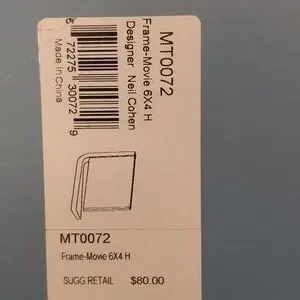 MT0072
Frame-Movie 6X4 H
Designer Neil Cohen
6 72275 30072 9
Made in China
MT0072
Frame-Movie 6X4 H
SUGG RETAIL $80.00